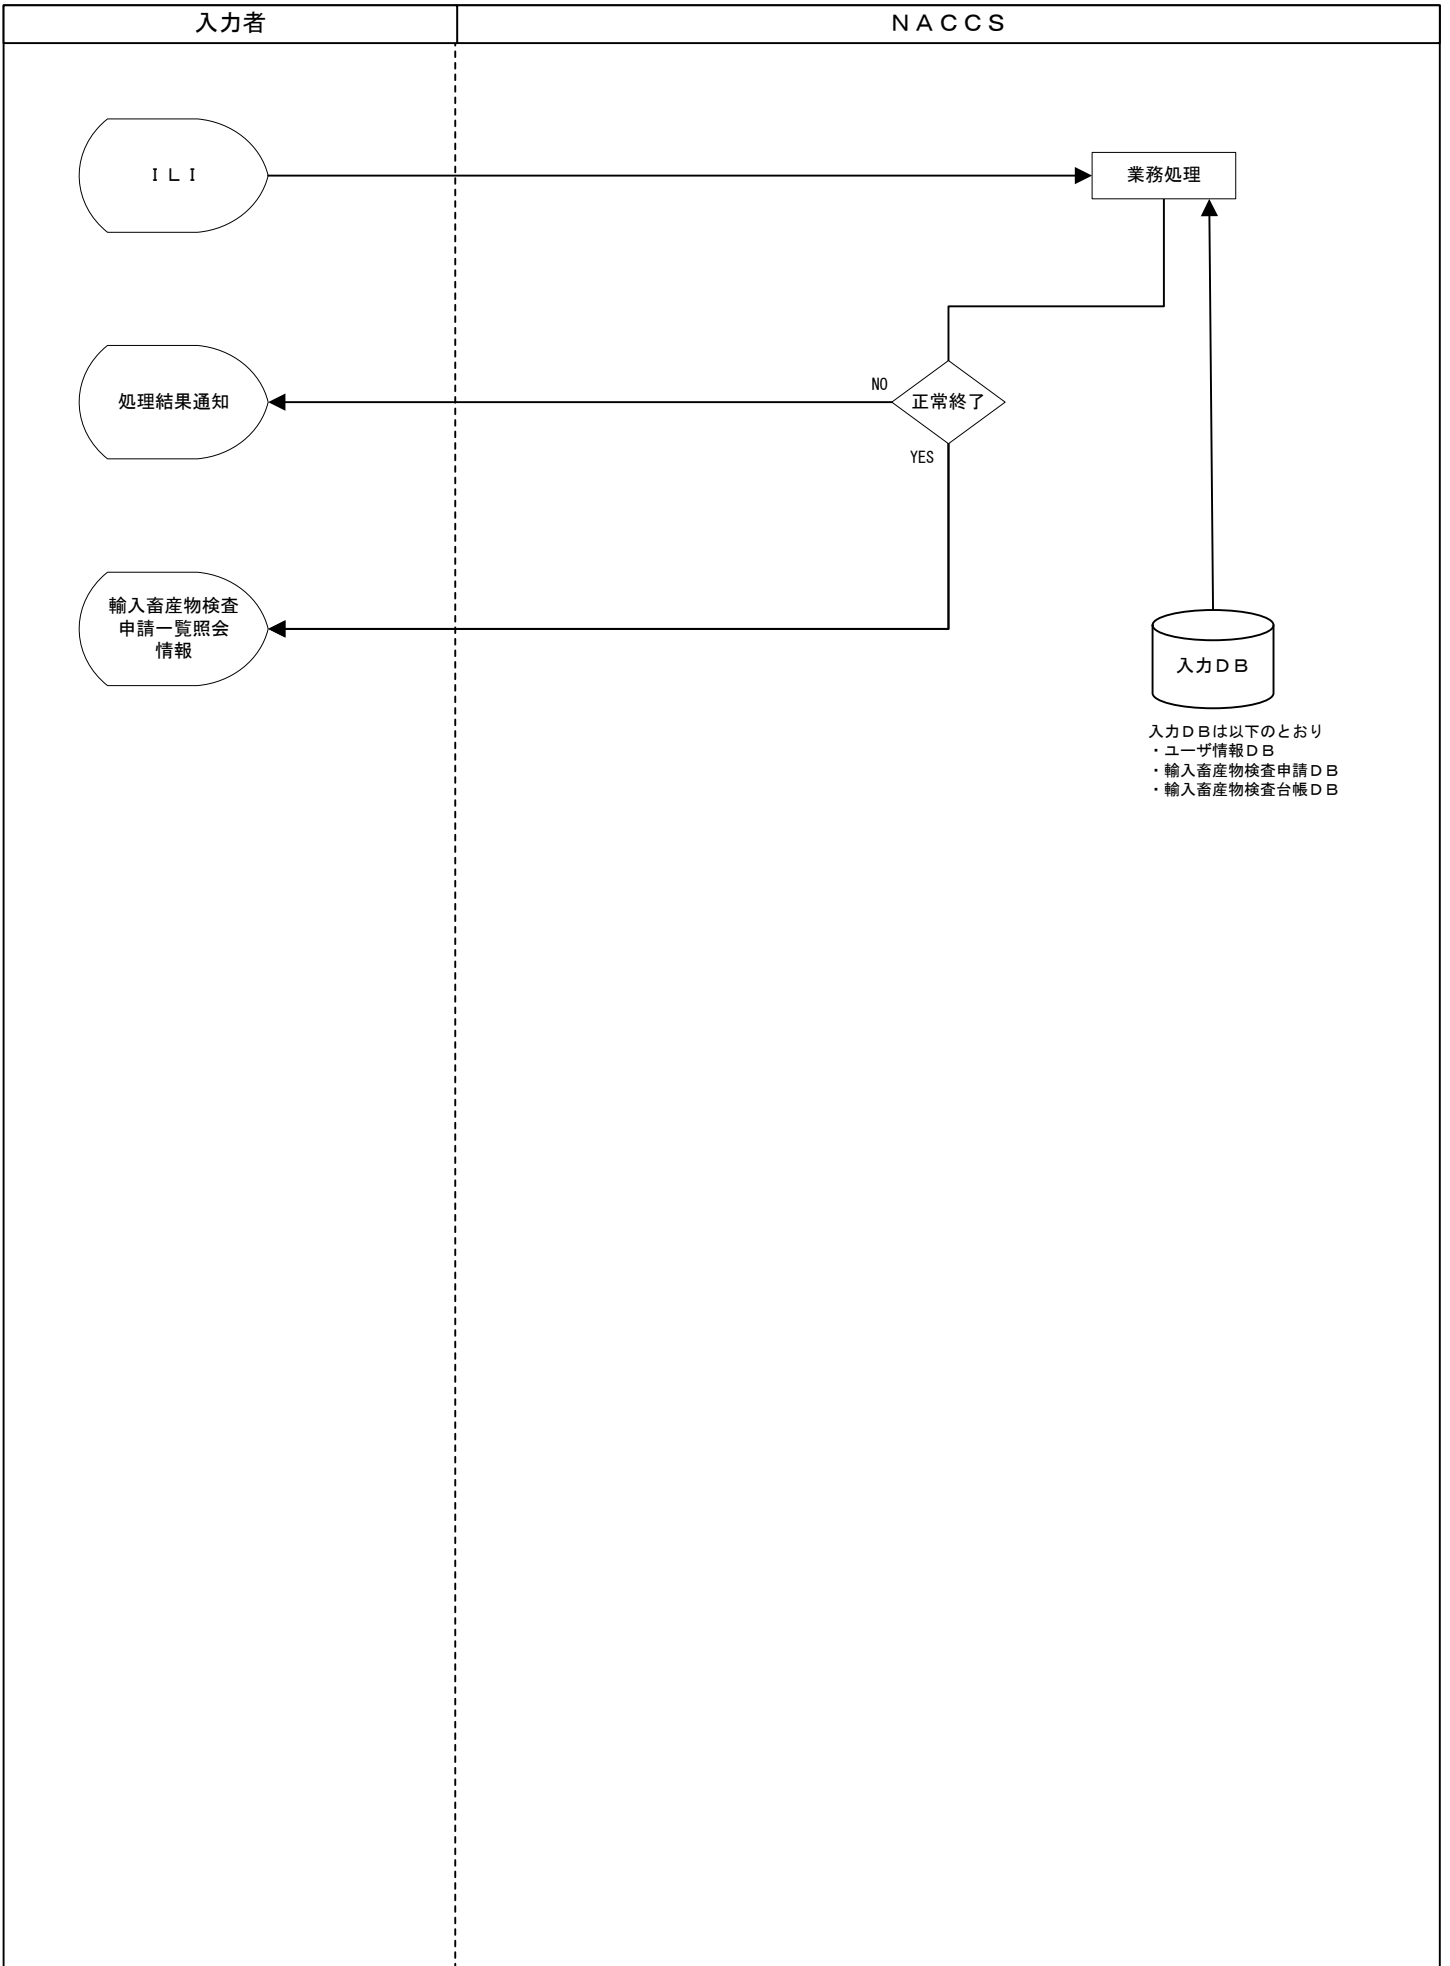 入力者
ＮＡＣＣＳ
ＩＬＩ
業務処理
処理結果通知
NO
正常終了
YES
輸入畜産物検査
申請一覧照会
情報
入力ＤＢ
入力ＤＢは以下のとおり
・ユーザ情報ＤＢ
・輸入畜産物検査申請ＤＢ
・輸入畜産物検査台帳ＤＢ